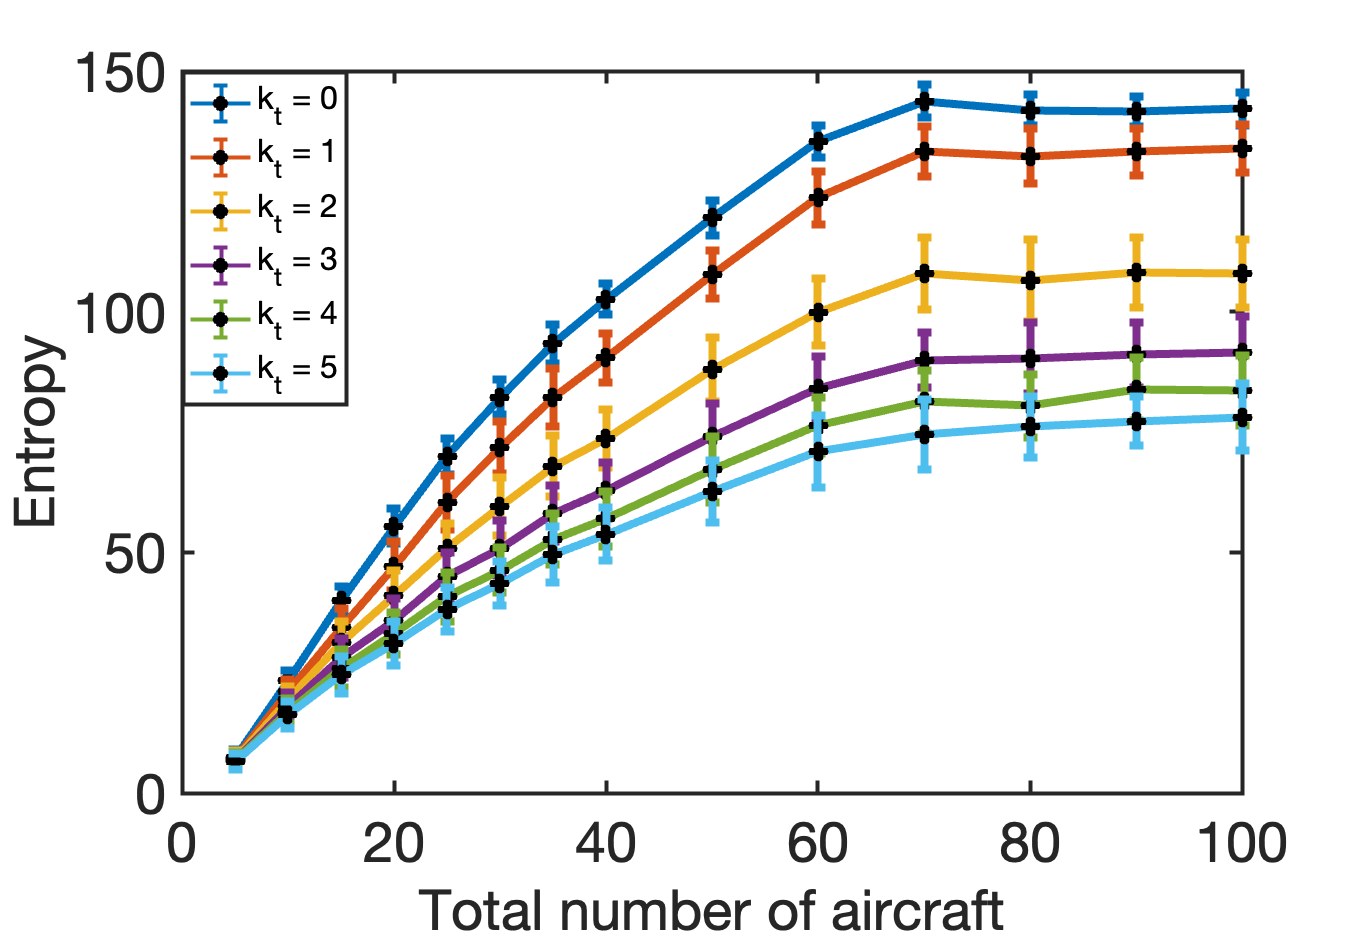 150
100
50
0
Entropy
k_t = 0
k_t = 1
k_t = 2
k_t = 3
k_t = 4
k_t = 5
0 20 40 60 80 100
Total number of aircraft